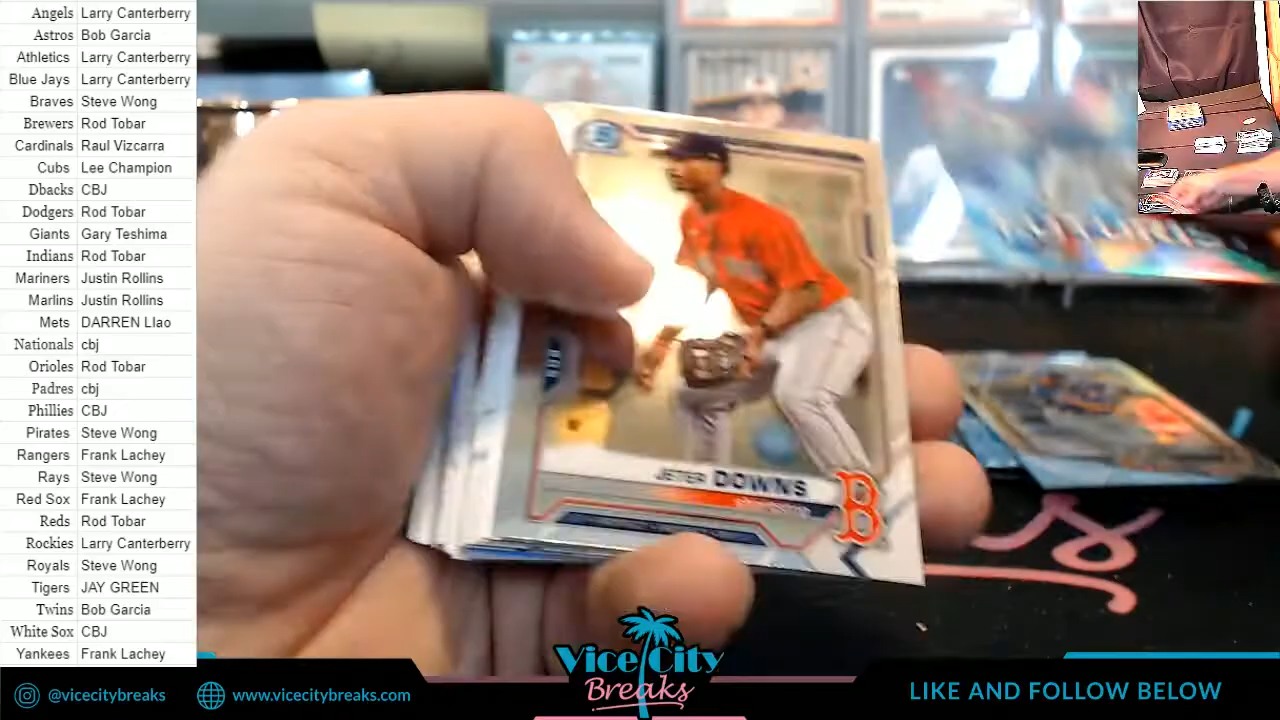 Angels Larry Canterberry
Astros Bob Garcia
Athletics Larry Canterberry
Blue Jays Larry Canterberry
Braves Steve Wong
Brewers Rod Tobar
Cardinals Raul Vizcarra
Cubs Lee Champion
Dbacks CBJ
Dodgers Rod Tobar
Giants Gary Teshima
Indians Rod Tobar
Mariners Justin Rollins
Marlins Justin Rollins
Mets DARREN LIao
Nationals cbj
Orioles Rod Tobar
Padres cbj
Phillies CBJ
Pirates Steve Wong
Rangers Frank Lachey
Rays Steve Wong
Red Sox Frank Lachey
Reds Rod Tobar
Rockies Larry Canterberry
Royals Steve Wong
Tigers JAY GREEN
Twins Bob Garcia
White Sox CBJ
Yankees Frank Lachey
JETER DOWNS
B
@vicecitybreaks
www.vicecitybreaks.com
Vice City
Breaks
LIKE AND FOLLOW BELOW